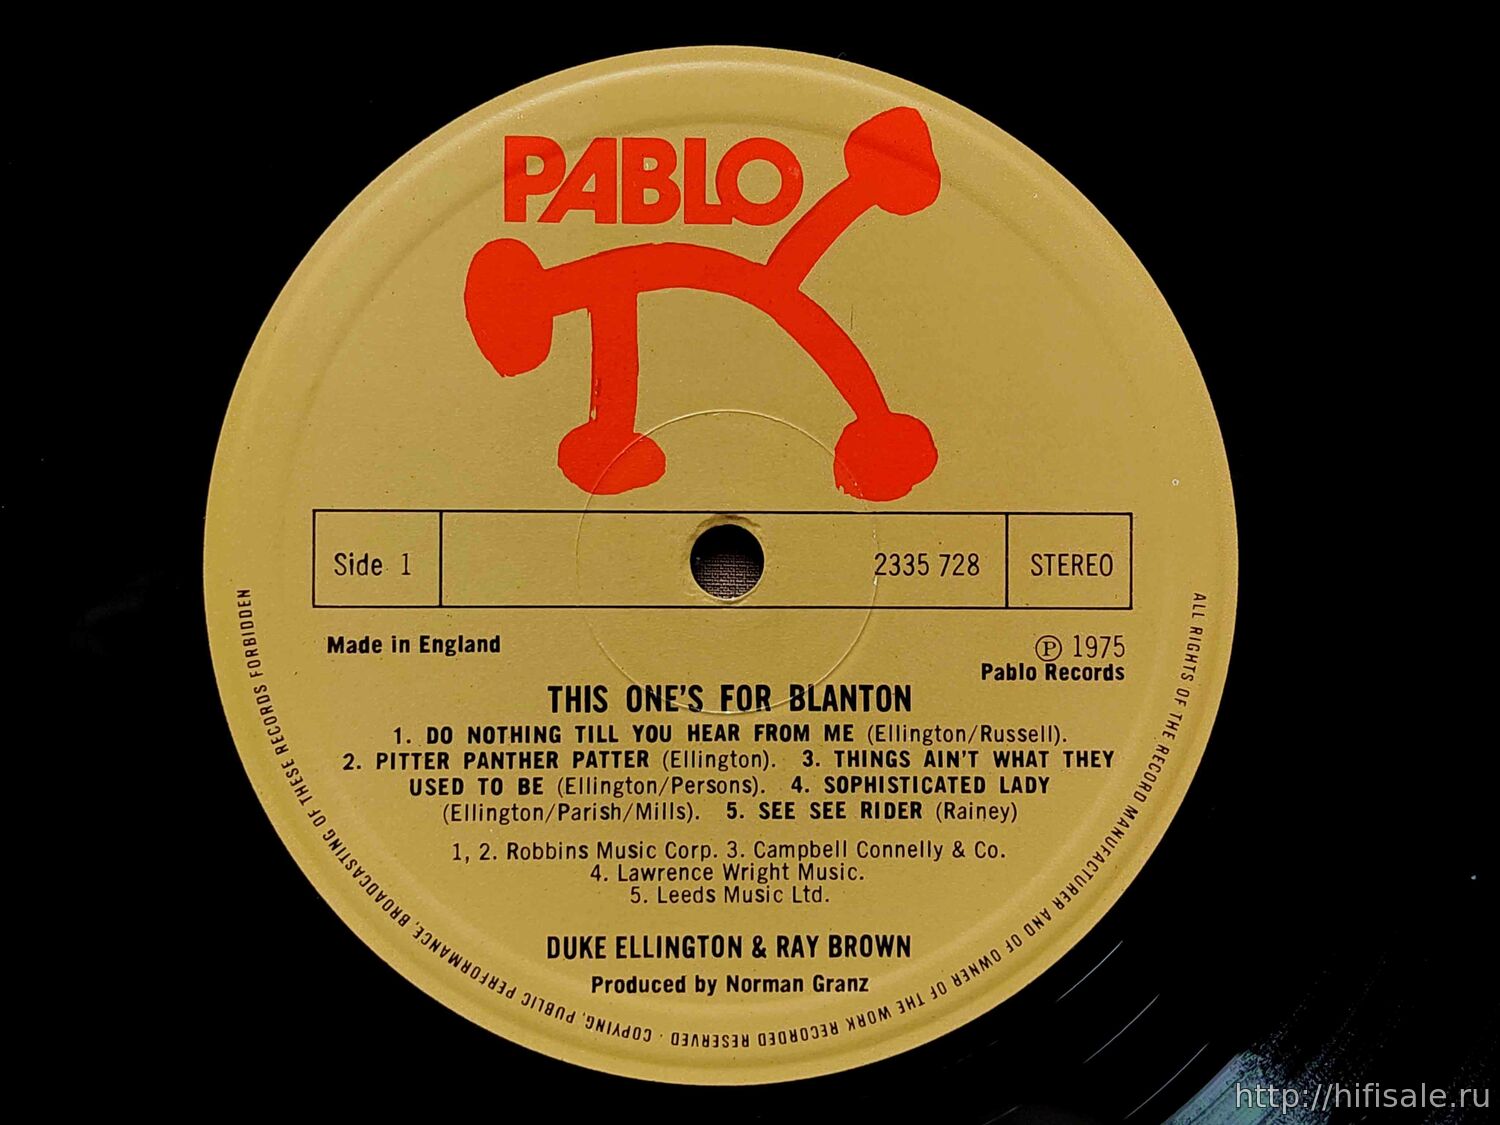 PABLO
Side 1
2335 728
STEREO
Made in England
℗ 1975
Pablo Records
THIS ONE'S FOR BLANTON
1. DO NOTHING TILL YOU HEAR FROM ME (Ellington/Russell).
2. PITTER PANTHER PATTER (Ellington). 3. THINGS AIN'T WHAT THEY
USED TO BE (Ellington/Persons). 4. SOPHISTICATED LADY
(Ellington/Parish/Mills). 5. SEE SEE RIDER (Rainey)
1, 2. Robbins Music Corp. 3. Campbell Connelly & Co.
4. Lawrence Wright Music.
5. Leeds Music Ltd.
DUKE ELLINGTON & RAY BROWN
Produced by Norman Granz
ALL RIGHTS OF THE RECORD MANUFACTURER AND OF OWNER OF THE WORK RECORDED RESERVED · COPYING, PUBLIC PERFORMANCE, BROADCASTING OF THESE RECORDS FORBIDDEN
http://hifisale.ru